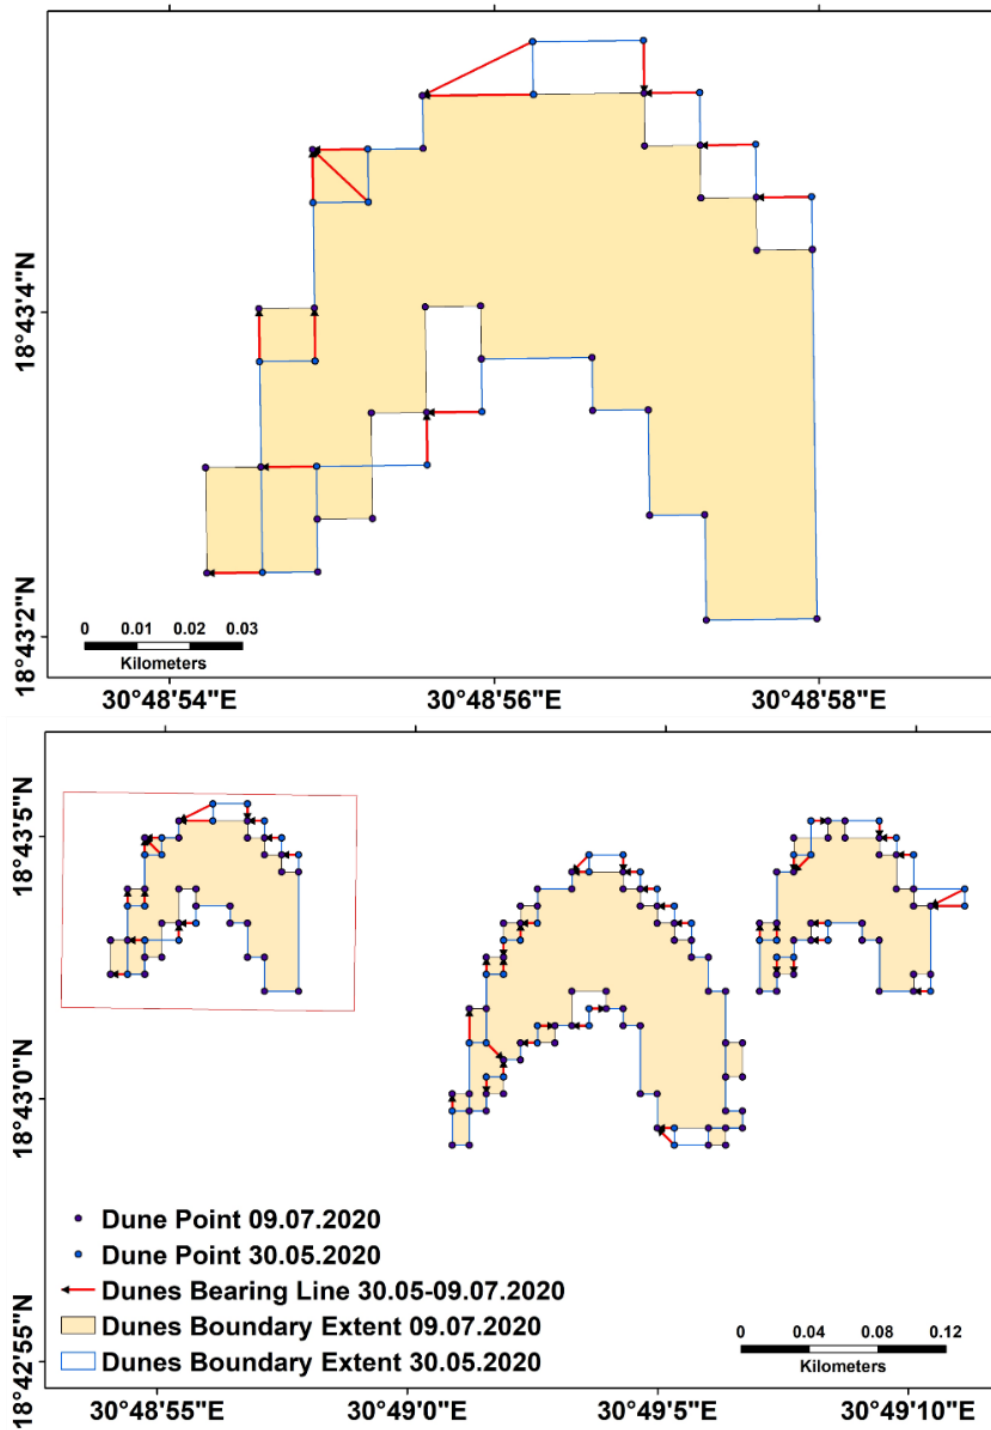 18°43'4"N
18°43'2"N
0 0.01 0.02 0.03
Kilometers
30°48'54"E 30°48'56"E 30°48'58"E
18°43'5"N
18°43'0"N
18°42'55"N
Dune Point 09.07.2020
Dune Point 30.05.2020
Dunes Bearing Line 30.05-09.07.2020
Dunes Boundary Extent 09.07.2020
Dunes Boundary Extent 30.05.2020
0 0.04 0.08 0.12
Kilometers
30°48'55"E 30°49'0"E 30°49'5"E 30°49'10"E